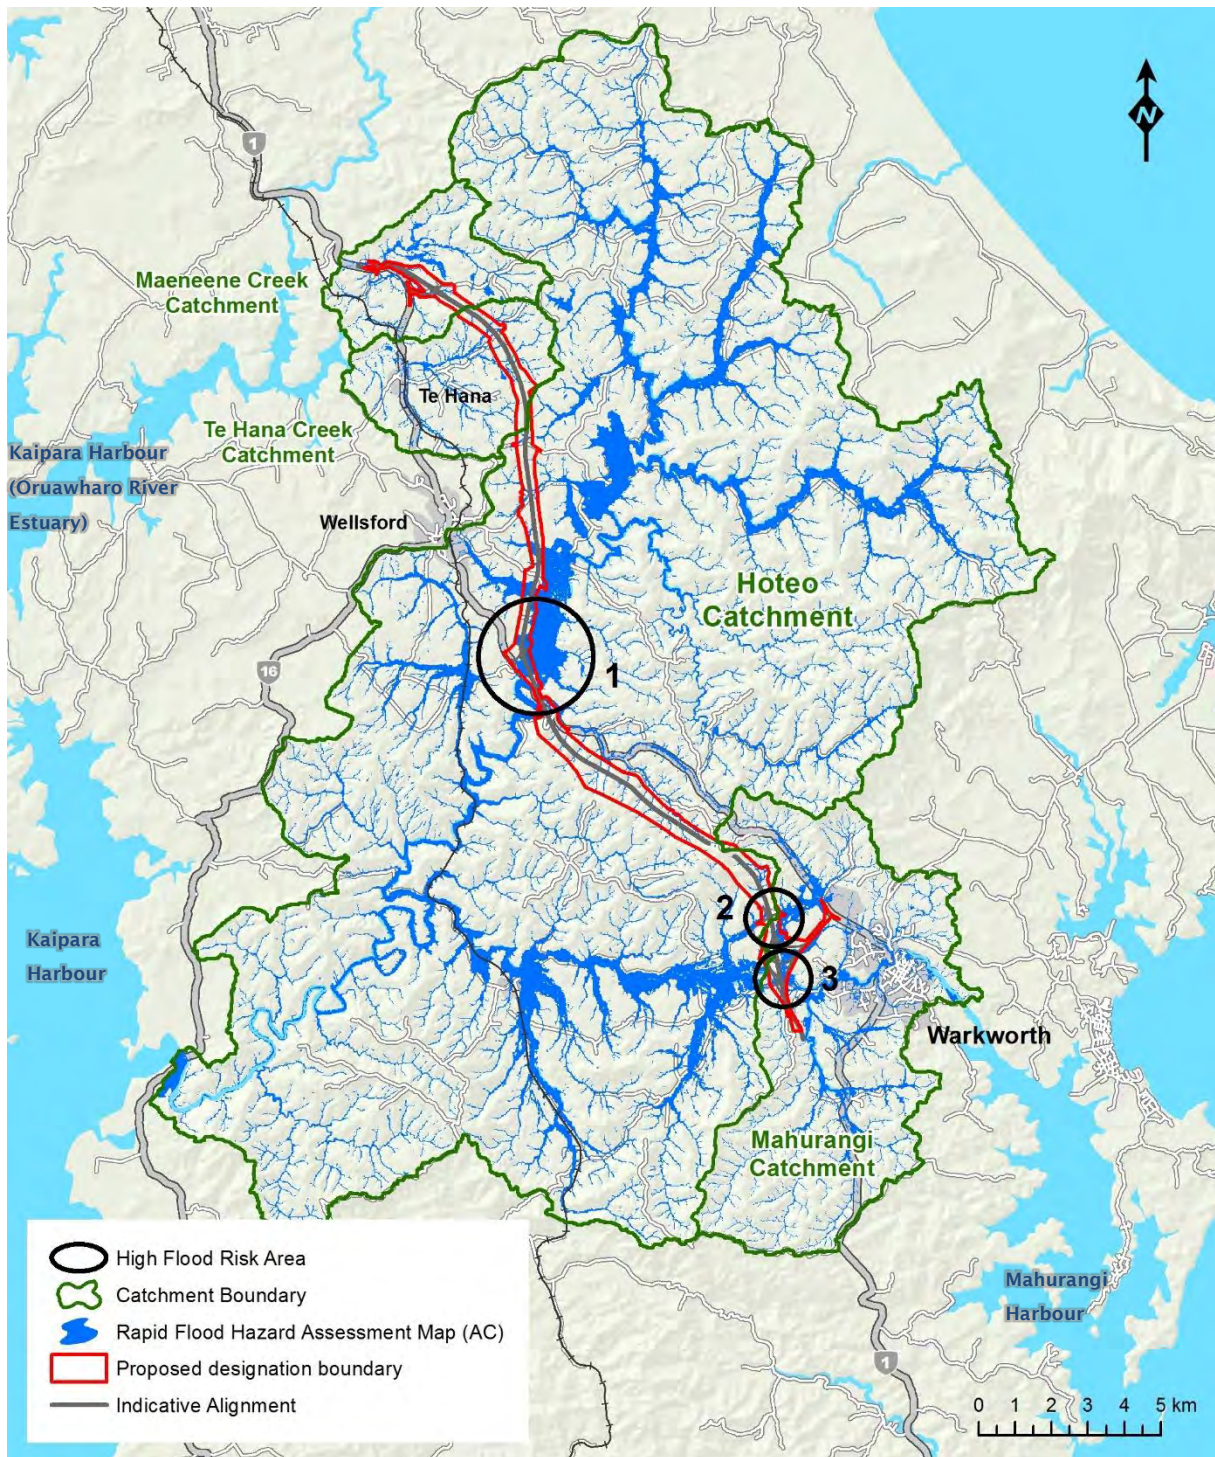 1
N
Maeneene Creek
Catchment
Te Hana
Te Hana Creek
Catchment
Kaipara Harbour
(Oruawharo River
Estuary)
Wellsford
Hoteo
Catchment
1
16
2
3
Kaipara
Harbour
Warkworth
Mahurangi
Catchment
Mahurangi
Harbour
1
High Flood Risk Area
Catchment Boundary
Rapid Flood Hazard Assessment Map (AC)
Proposed designation boundary
Indicative Alignment
0 1 2 3 4 5 km